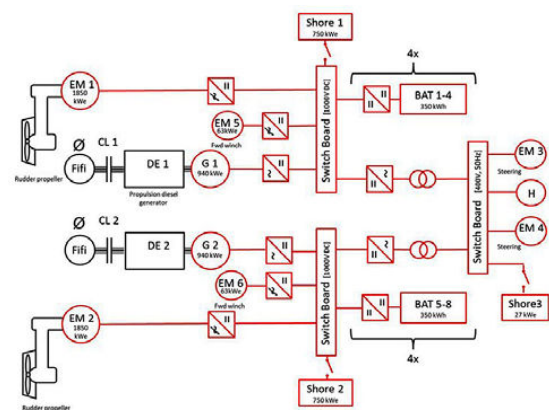 Shore 1
750 kWe
4x
EM 1
1850
kWe
BAT 1-4
350 kWh
EM 5
63kWe
Fwd winch
Switch Board [1000V DC]
Rudder propeller
Ø
CL 1
Fifi
DE 1
G 1
940 kWe
Propulsion diesel
generator
EM 3
Steering
H
Switch Board [400V, 50Hz]
EM 4
Steering
Ø
CL 2
Fifi
DE 2
G 2
940 kWe
EM 6
63kWe
Fwd winch
Switch Board [1000V DC]
BAT 5-8
350 kWh
4x
Shore3
27 kWe
EM 2
1850
kWe
Rudder propeller
Shore 2
750 kWe